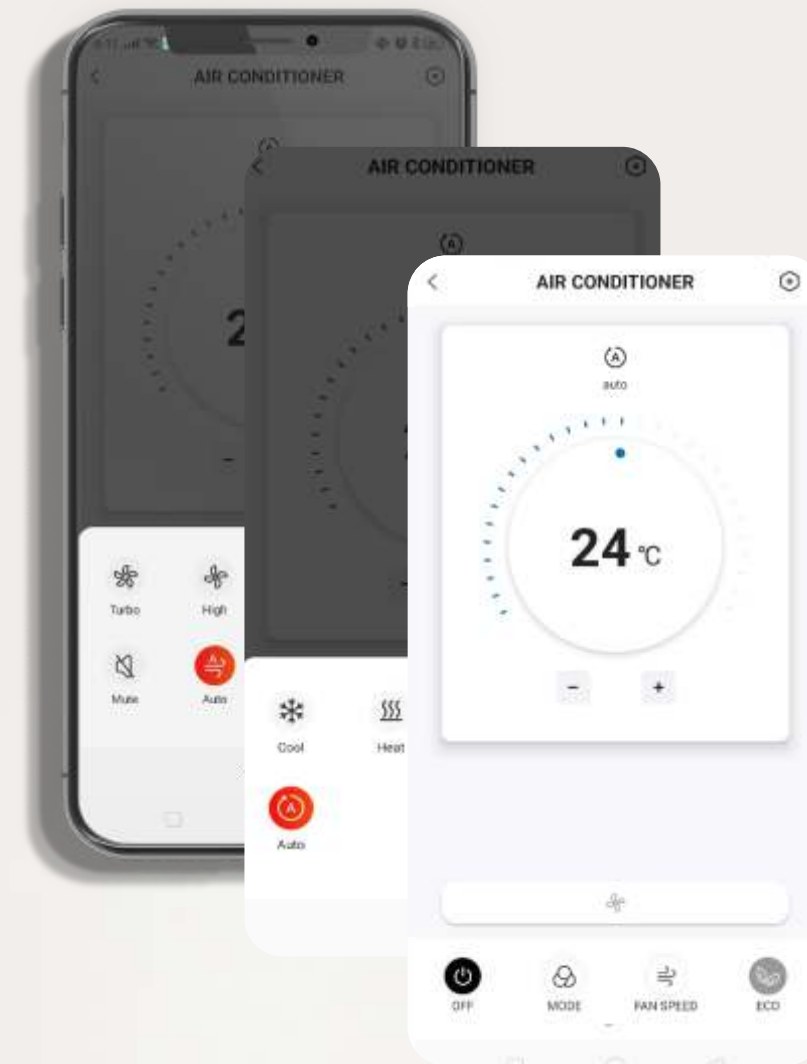 AIR CONDITIONER
2
-
Turbo
High
Mute
Auto
AIR CONDITIONER
Cool
Heat
Auto
AIR CONDITIONER
auto
24 °C
- +
OFF
MODE
FAN SPEED
ECO